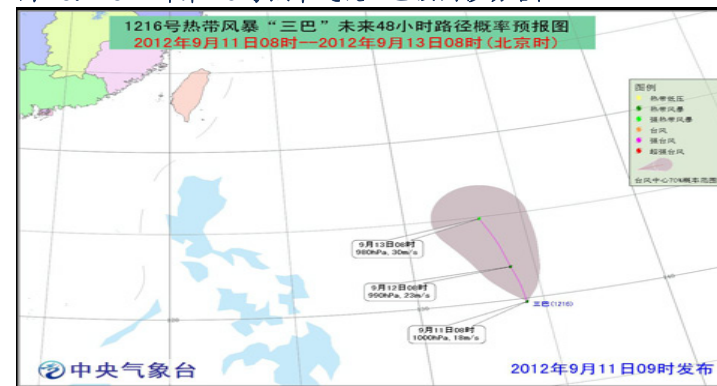 1216号热带风暴“三巴”未来48小时路径概率预报图
2012年9月11日08时--2012年9月13日08时(北京时)
图例
热带低压
热带风暴
强热带风暴
台风
强台风
超强台风
台风中心70%概率范围
9月13日08时
980hPa, 30m/s
9月12日08时
990hPa, 23m/s
三巴(1216)
9月11日08时
1000hPa, 18m/s
中央气象台
2012年9月11日09时发布